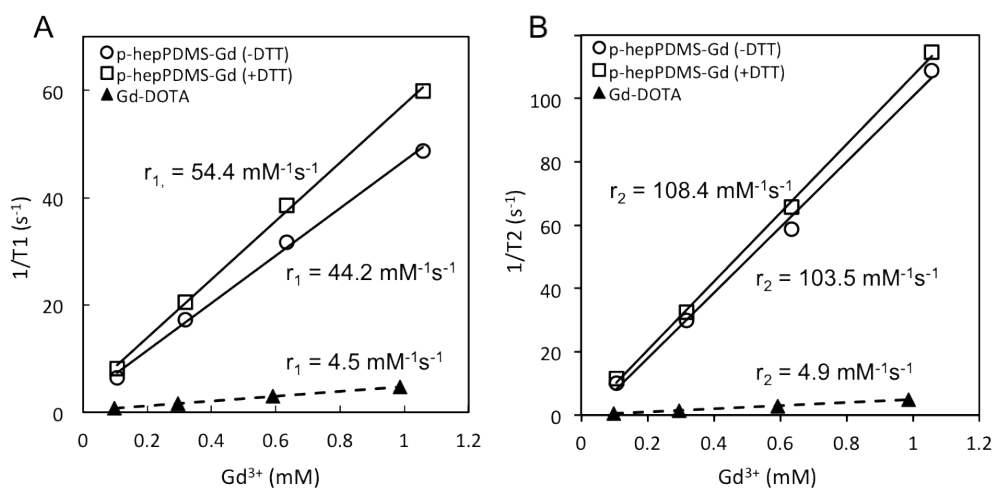 A
p-hepPDMS-Gd (-DTT)
p-hepPDMS-Gd (+DTT)
Gd-DOTA
60
40
20
0
1/T1 (s⁻¹)
r₁, = 54.4 mM⁻¹s⁻¹
r₁ = 44.2 mM⁻¹s⁻¹
r₁ = 4.5 mM⁻¹s⁻¹
0 0.2 0.4 0.6 0.8 1 1.2
Gd³⁺ (mM)
B
p-hepPDMS-Gd (-DTT)
p-hepPDMS-Gd (+DTT)
Gd-DOTA
100
80
60
40
20
0
1/T2 (s⁻¹)
r₂ = 108.4 mM⁻¹s⁻¹
r₂ = 103.5 mM⁻¹s⁻¹
r₂ = 4.9 mM⁻¹s⁻¹
0 0.2 0.4 0.6 0.8 1 1.2
Gd³⁺ (mM)